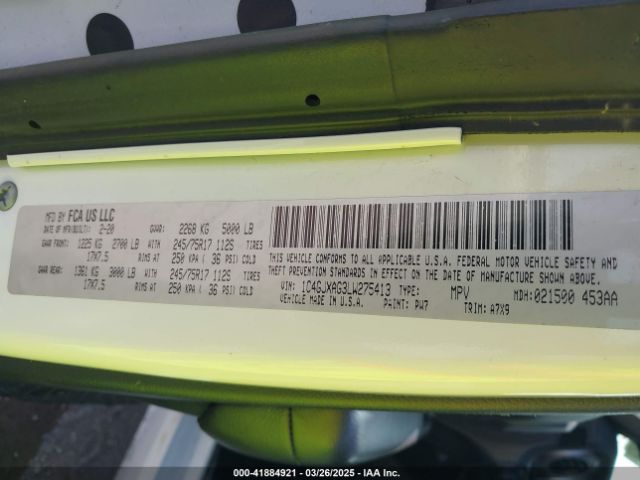 MFD BY FCA US LLC
DATE OF MFR(BUILT): 2-20 GVWR: 2268 KG 5000 LB
GAWR FRONT: 1225 KG 2700 LB WITH 245/75R17 112S TIRES
17X7.5 RIMS AT 250 KPA ( 36 PSI) COLD
GAWR REAR: 1361 KG 3000 LB WITH 245/75R17 112S TIRES
17X7.5 RIMS AT 250 KPA ( 36 PSI) COLD
THIS VEHICLE CONFORMS TO ALL APPLICABLE U.S.A. FEDERAL MOTOR VEHICLE SAFETY AND
THEFT PREVENTION STANDARDS IN EFFECT ON THE DATE OF MANUFACTURE SHOWN ABOVE.
VIN: 1C4GJXAG3LW275413 TYPE: MPV MDH: 021500 453AA
MADE IN U.S.A. PAINT: PW7 TRIM: A7X9
000-41884921 | 03/26/2025 | IAA Inc.